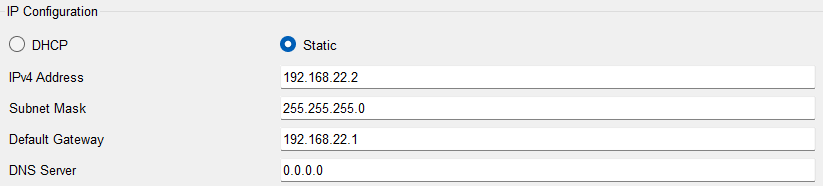 IP Configuration
DHCP Static
IPv4 Address 192.168.22.2
Subnet Mask 255.255.255.0
Default Gateway 192.168.22.1
DNS Server 0.0.0.0